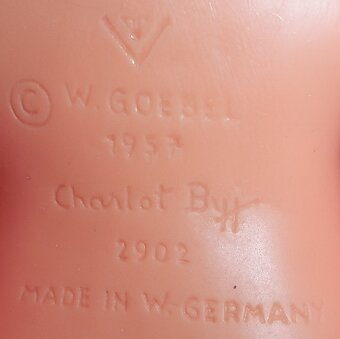 © W. GOEBEL
1957
Charlot Byj
2902
MADE IN W. GERMANY